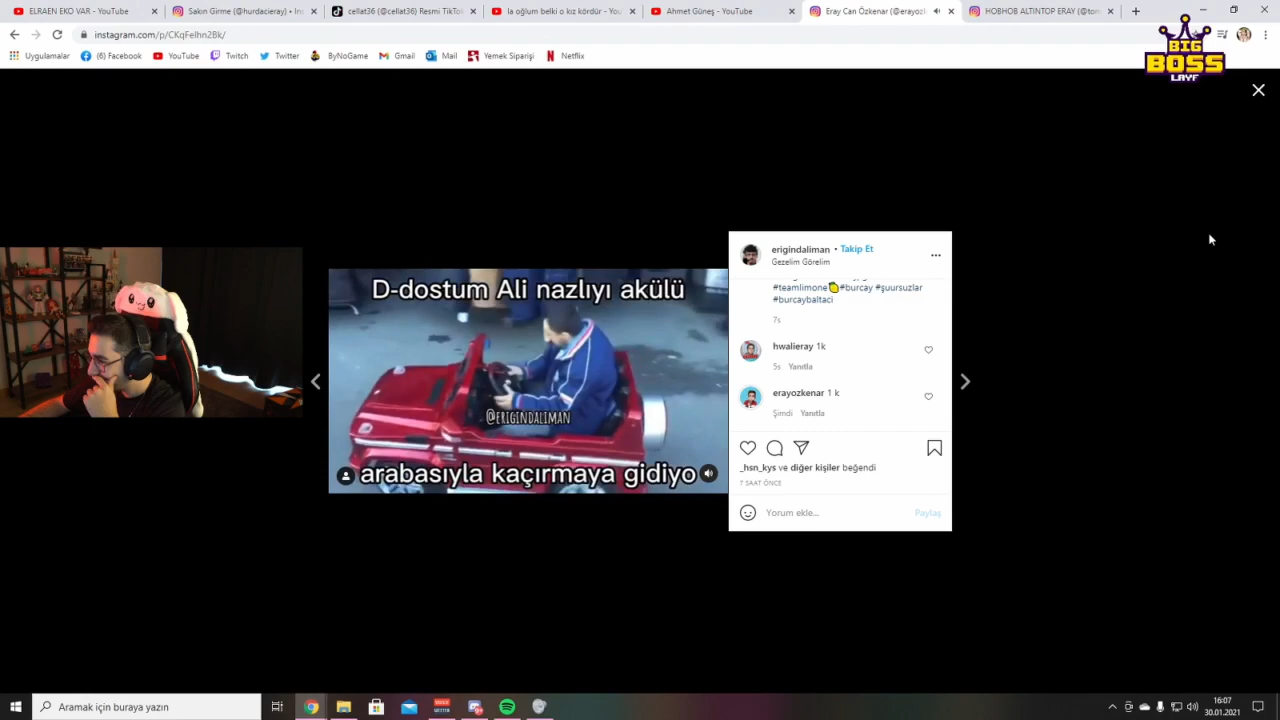 ELRAEN EKO VAR - YouTube
Sakın Girme (@hurdacieray) • Ins
cellat36 (@cellat36) Resmi TikTok
la oğlum belki o kız kördür - You
Ahmet Güneş - YouTube
Eray Can Özkenar (@erayoz
HOBHOB ALTINTOP ERAY (@tom
instagram.com/p/CKqFelhn2Bk/
Uygulamalar
(6) Facebook
YouTube
Twitch
Twitter
ByNoGame
Gmail
Mail
Yemek Siparişi
Netflix
BIG
BOSS
LAYF
D-dostum Ali nazlıyı akülü
@ERIGINDALIMAN
arabasıyla kaçırmaya gidiyo
erigindaliman • Takip Et
Gezelim Görelim
#teamlimone🍋#burcay #şuursuzlar
#burcaybaltaci
7s
hwalieray 1k
5s Yanıtla
erayozkenar 1 k
Şimdi Yanıtla
_hsn_kys ve diğer kişiler beğendi
7 SAAT ÖNCE
Yorum ekle...
Paylaş
Aramak için buraya yazın
16:07
30.01.2021